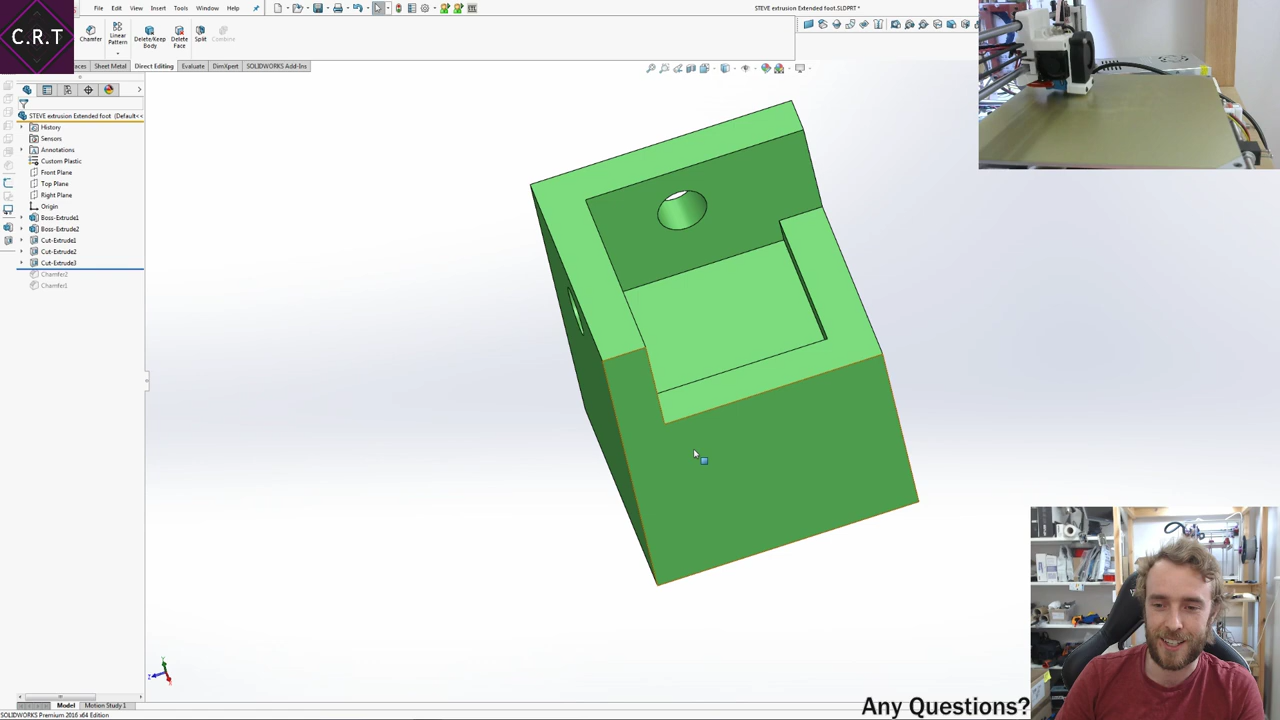 C.R.T
File
Edit
View
Insert
Tools
Window
Help
STEVE extrusion Extended foot.SLDPRT *
Chamfer
Linear
Pattern
Delete/Keep
Body
Delete
Face
Split
Combine
Sheet Metal
Direct Editing
Evaluate
DimXpert
SOLIDWORKS Add-Ins
STEVE extrusion Extended foot (Default<<
History
Sensors
Annotations
Custom Plastic
Front Plane
Top Plane
Right Plane
Origin
Boss-Extrude1
Boss-Extrude2
Cut-Extrude1
Cut-Extrude2
Cut-Extrude3
Chamfer2
Chamfer1
Model
Motion Study 1
SOLIDWORKS Premium 2016 x64 Edition
Any Questions?